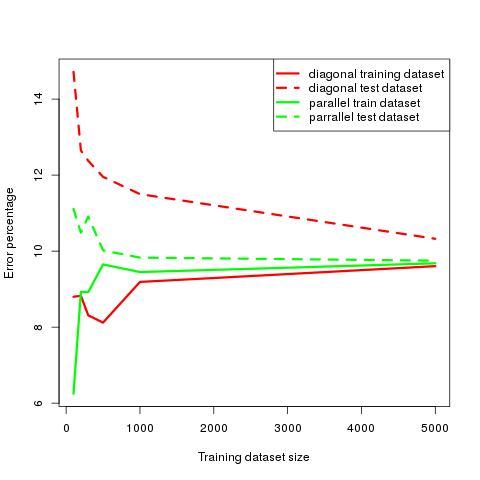 diagonal training dataset
diagonal test dataset
parallel train dataset
parrallel test dataset
14
12
10
8
6
Error percentage
0 1000 2000 3000 4000 5000
Training dataset size